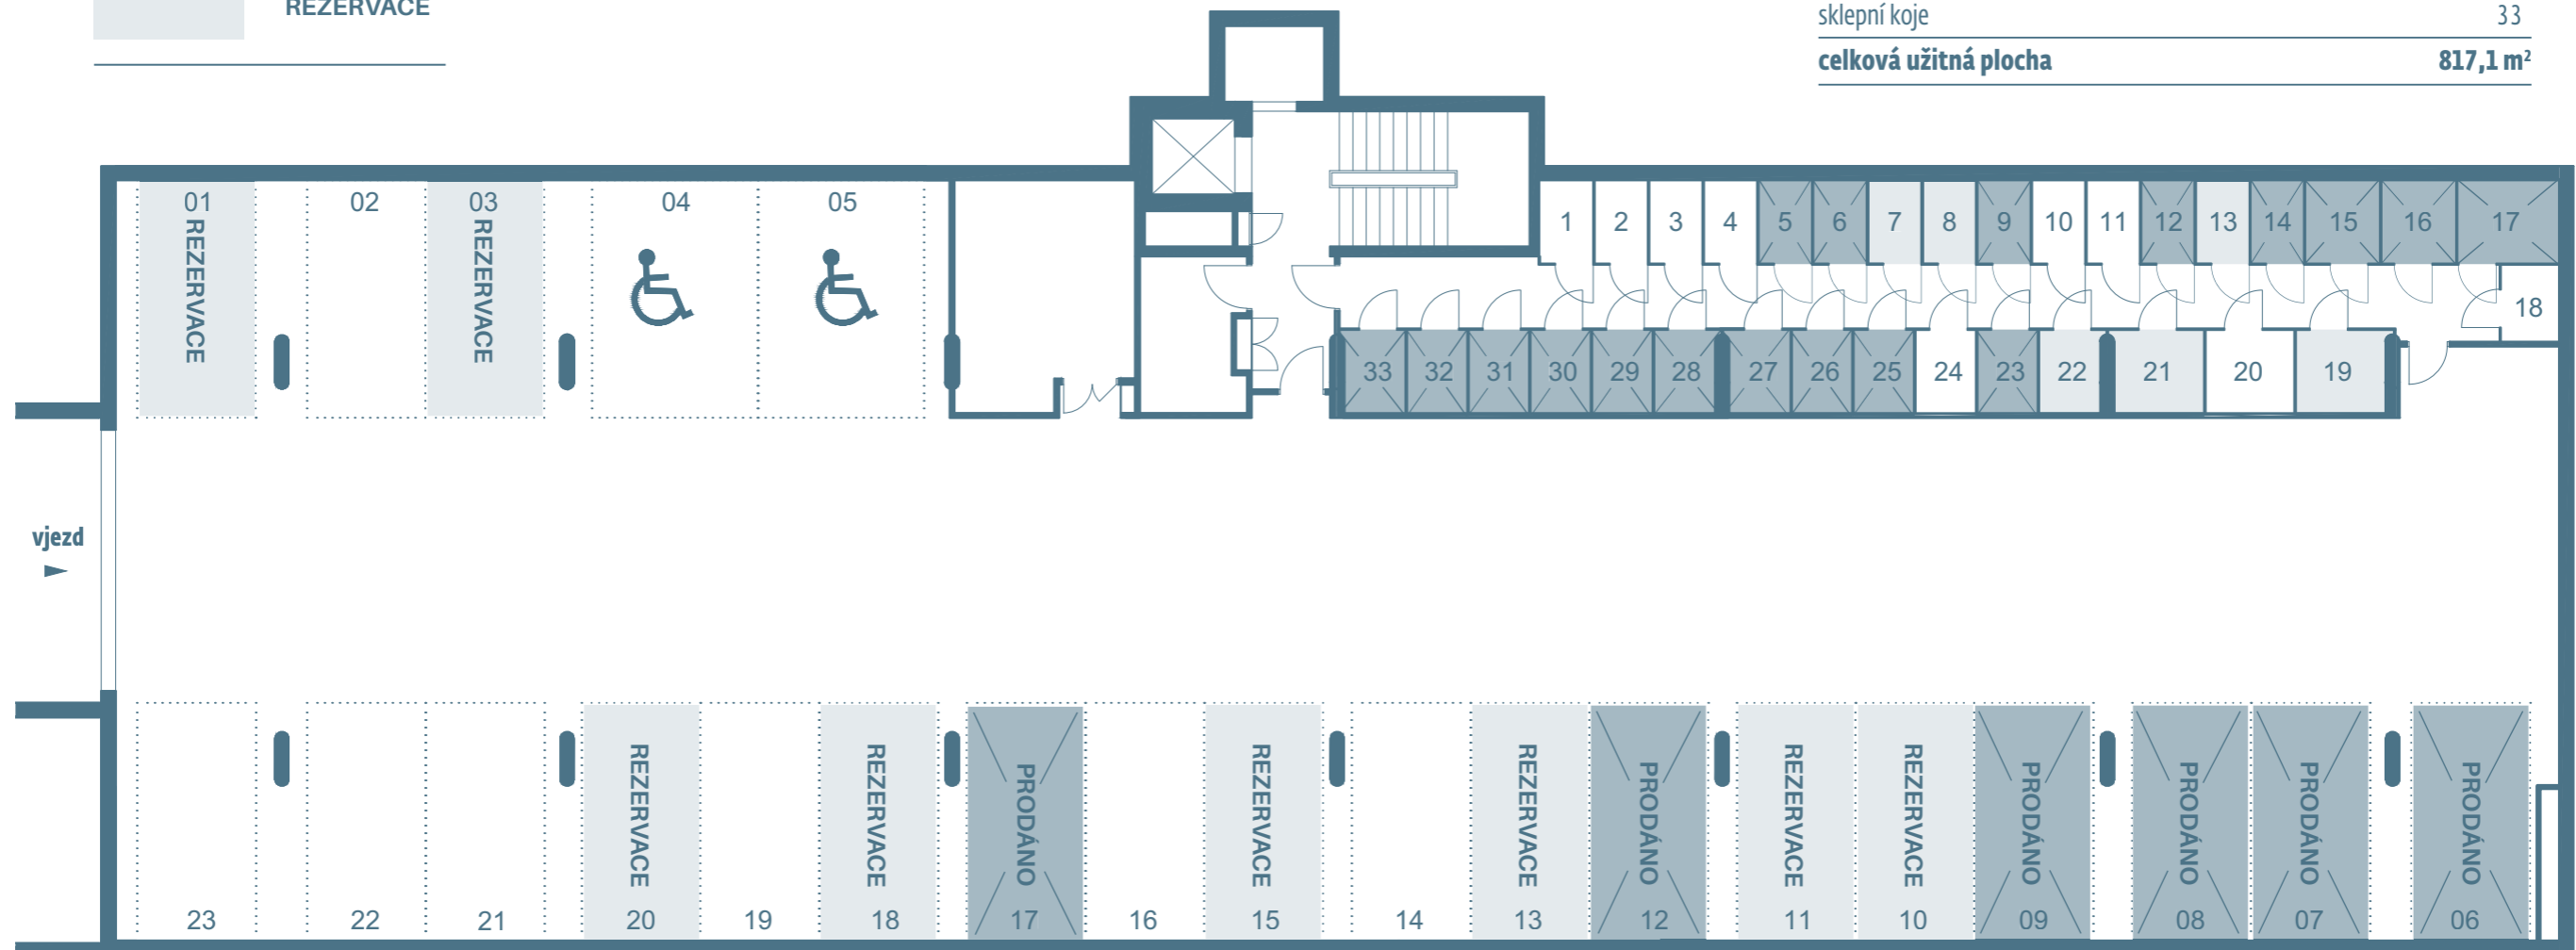 REZERVACE
sklepní koje 33
celková užitná plocha 817,1 m²
01 02 03 04 05
REZERVACE
REZERVACE
1 2 3 4 5 6 7 8 9 10 11 12 13 14 15 16 17
18
33 32 31 30 29 28 27 26 25 24 23 22 21 20 19
vjezd
REZERVACE
REZERVACE
PRODÁNO
REZERVACE
REZERVACE
PRODÁNO
REZERVACE
REZERVACE
PRODÁNO
PRODÁNO
PRODÁNO
PRODÁNO
23 22 21 20 19 18 17 16 15 14 13 12 11 10 09 08 07 06